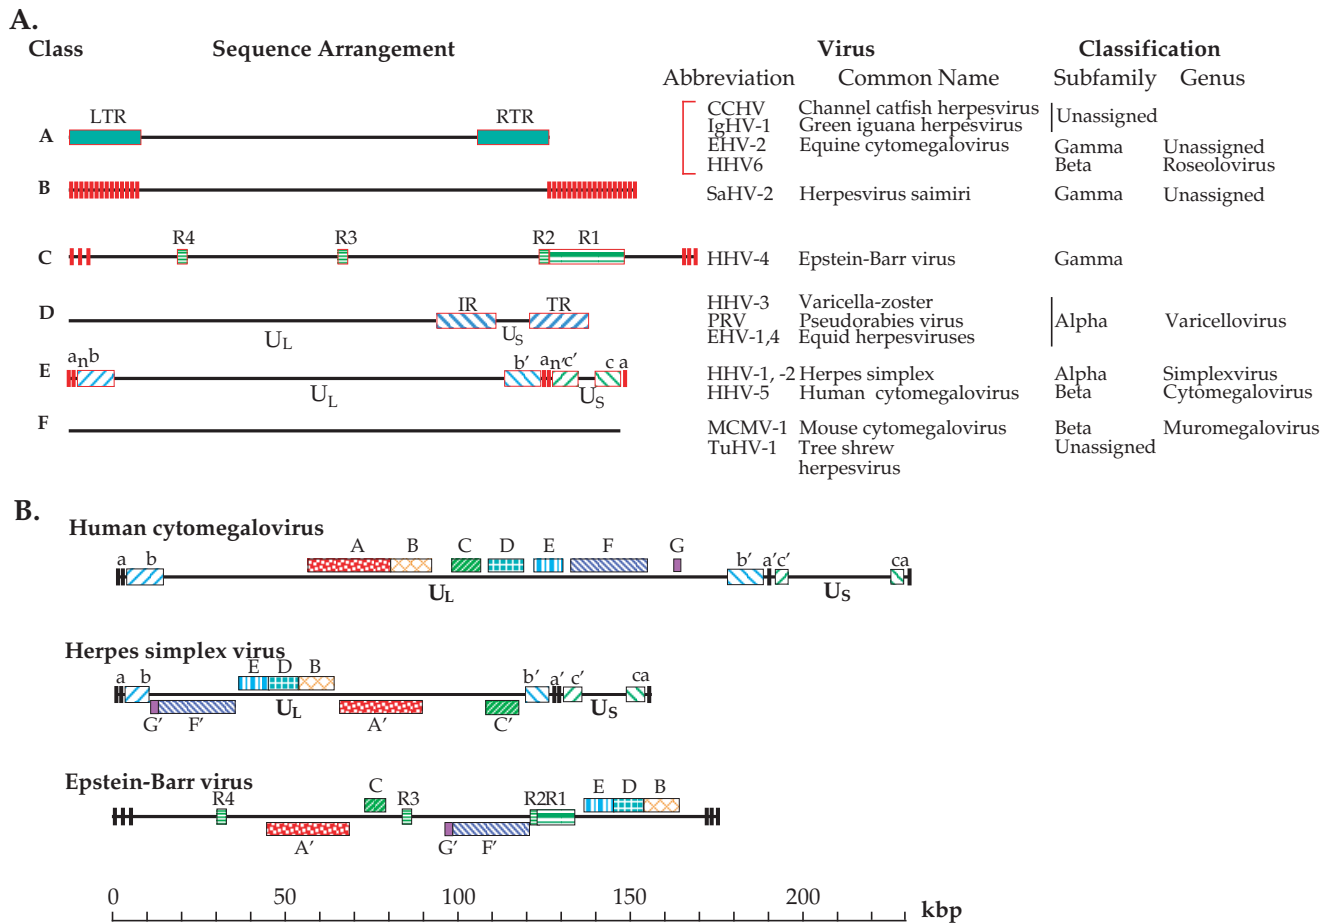 A.
Class Sequence Arrangement Virus Classification
Abbreviation Common Name Subfamily Genus
LTR RTR
A
CCHV Channel catfish herpesvirus Unassigned
IgHV-1 Green iguana herpesvirus
EHV-2 Equine cytomegalovirus Gamma Unassigned
HHV6 Beta Roseolovirus
B
SaHV-2 Herpesvirus saimiri Gamma Unassigned
R4 R3 R2 R1
C
HHV-4 Epstein-Barr virus Gamma
IR TR
D
UL US
HHV-3 Varicella-zoster
PRV Pseudorabies virus Alpha Varicellovirus
EHV-1,4 Equid herpesviruses
a n b b' a n' c' c a
E
UL US
HHV-1, -2 Herpes simplex Alpha Simplexvirus
HHV-5 Human cytomegalovirus Beta Cytomegalovirus
F
MCMV-1 Mouse cytomegalovirus Beta Muromegalovirus
TuHV-1 Tree shrew Unassigned
herpesvirus
B.
Human cytomegalovirus
A B C D E F G
a b b' a' c' ca
UL US
Herpes simplex virus
E D B
a b b' a' c' ca
UL US
G' F' A' C'
Epstein-Barr virus
C E D B
R4 R3 R2 R1
A' G' F'
0 50 100 150 200
kbp